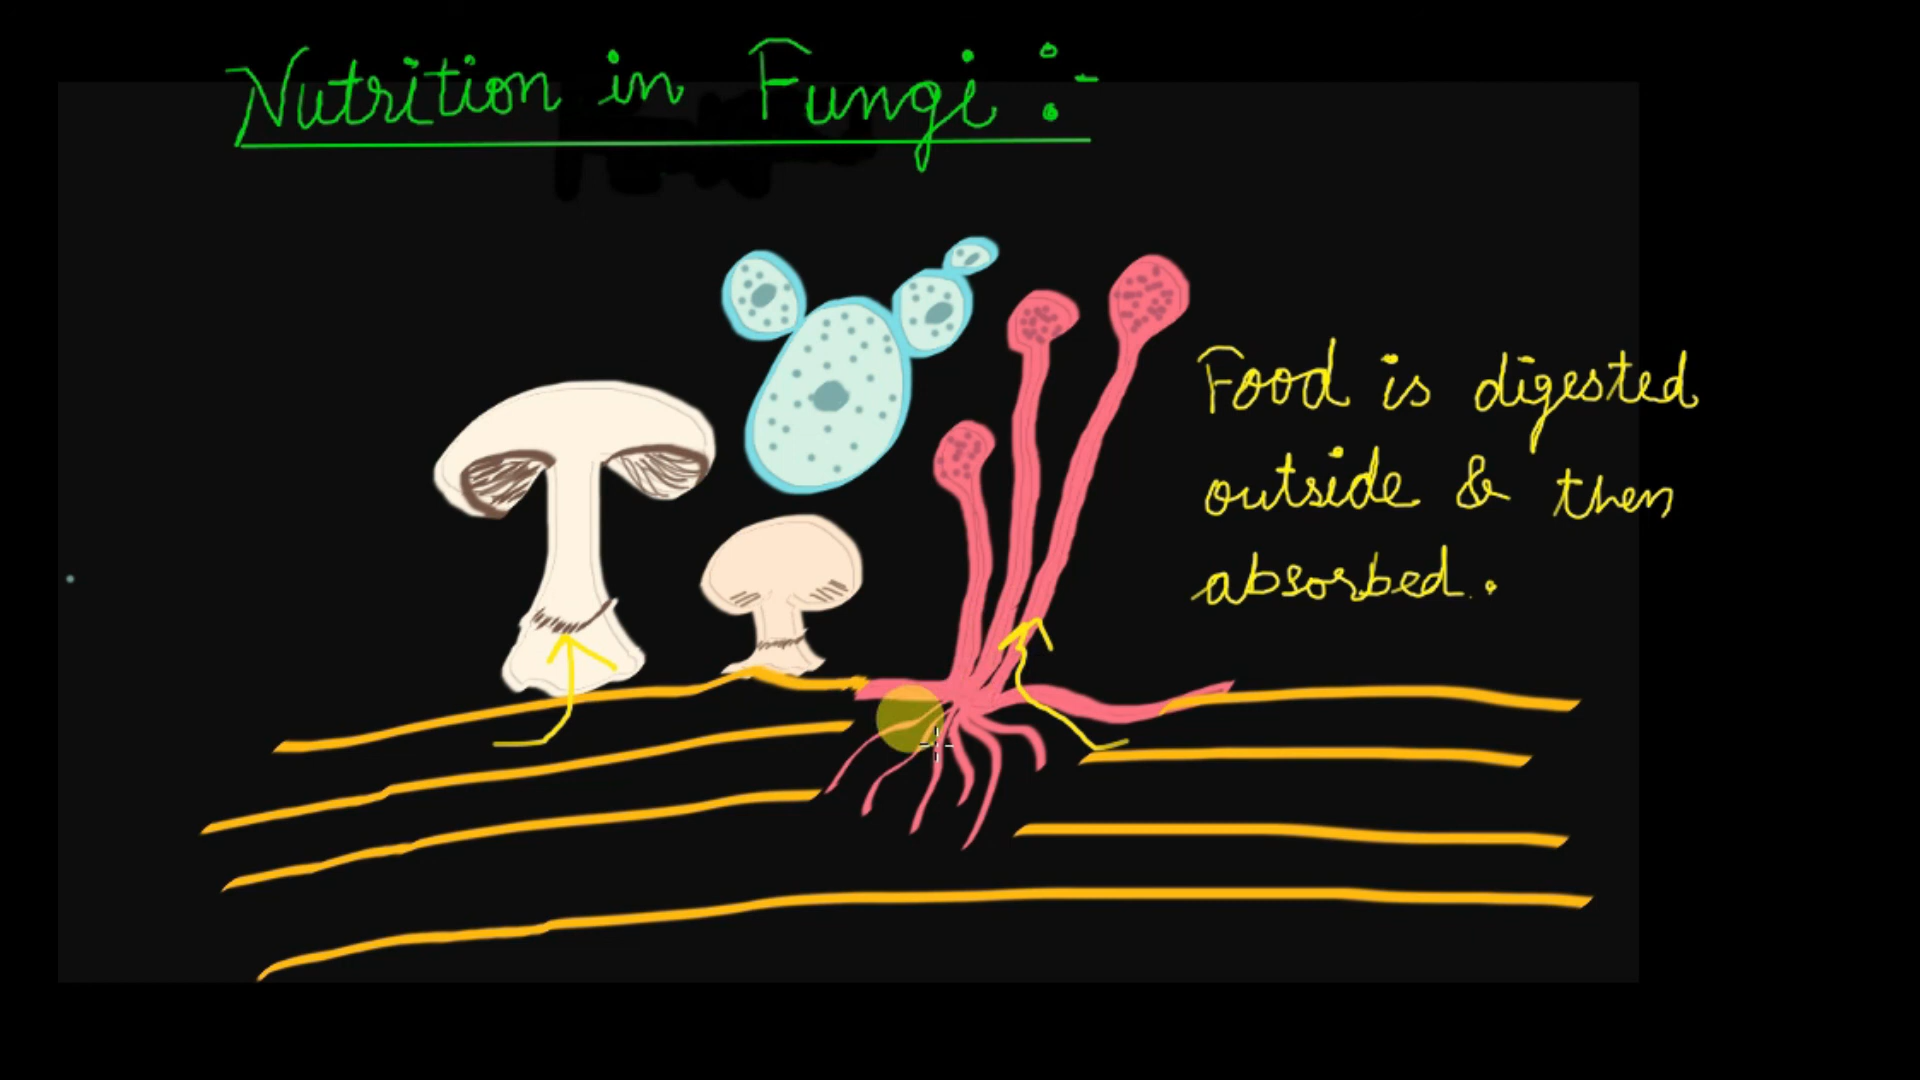 Nutrition in Fungi :-
Food is digested
outside & then
absorbed.